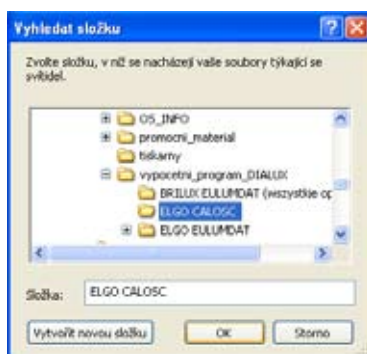 Vyhledat složku
Zvolte složku, v níž se nacházejí vaše soubory týkající se
svítidel.
OS_INFO
promocni_material
tiskarny
vypocetni_program_DIALUX
BRILUX EULUMDAT (wszystkie op
ELGO CALOSC
ELGO EULUMDAT
Složka: ELGO CALOSC
Vytvořit novou složku OK Storno